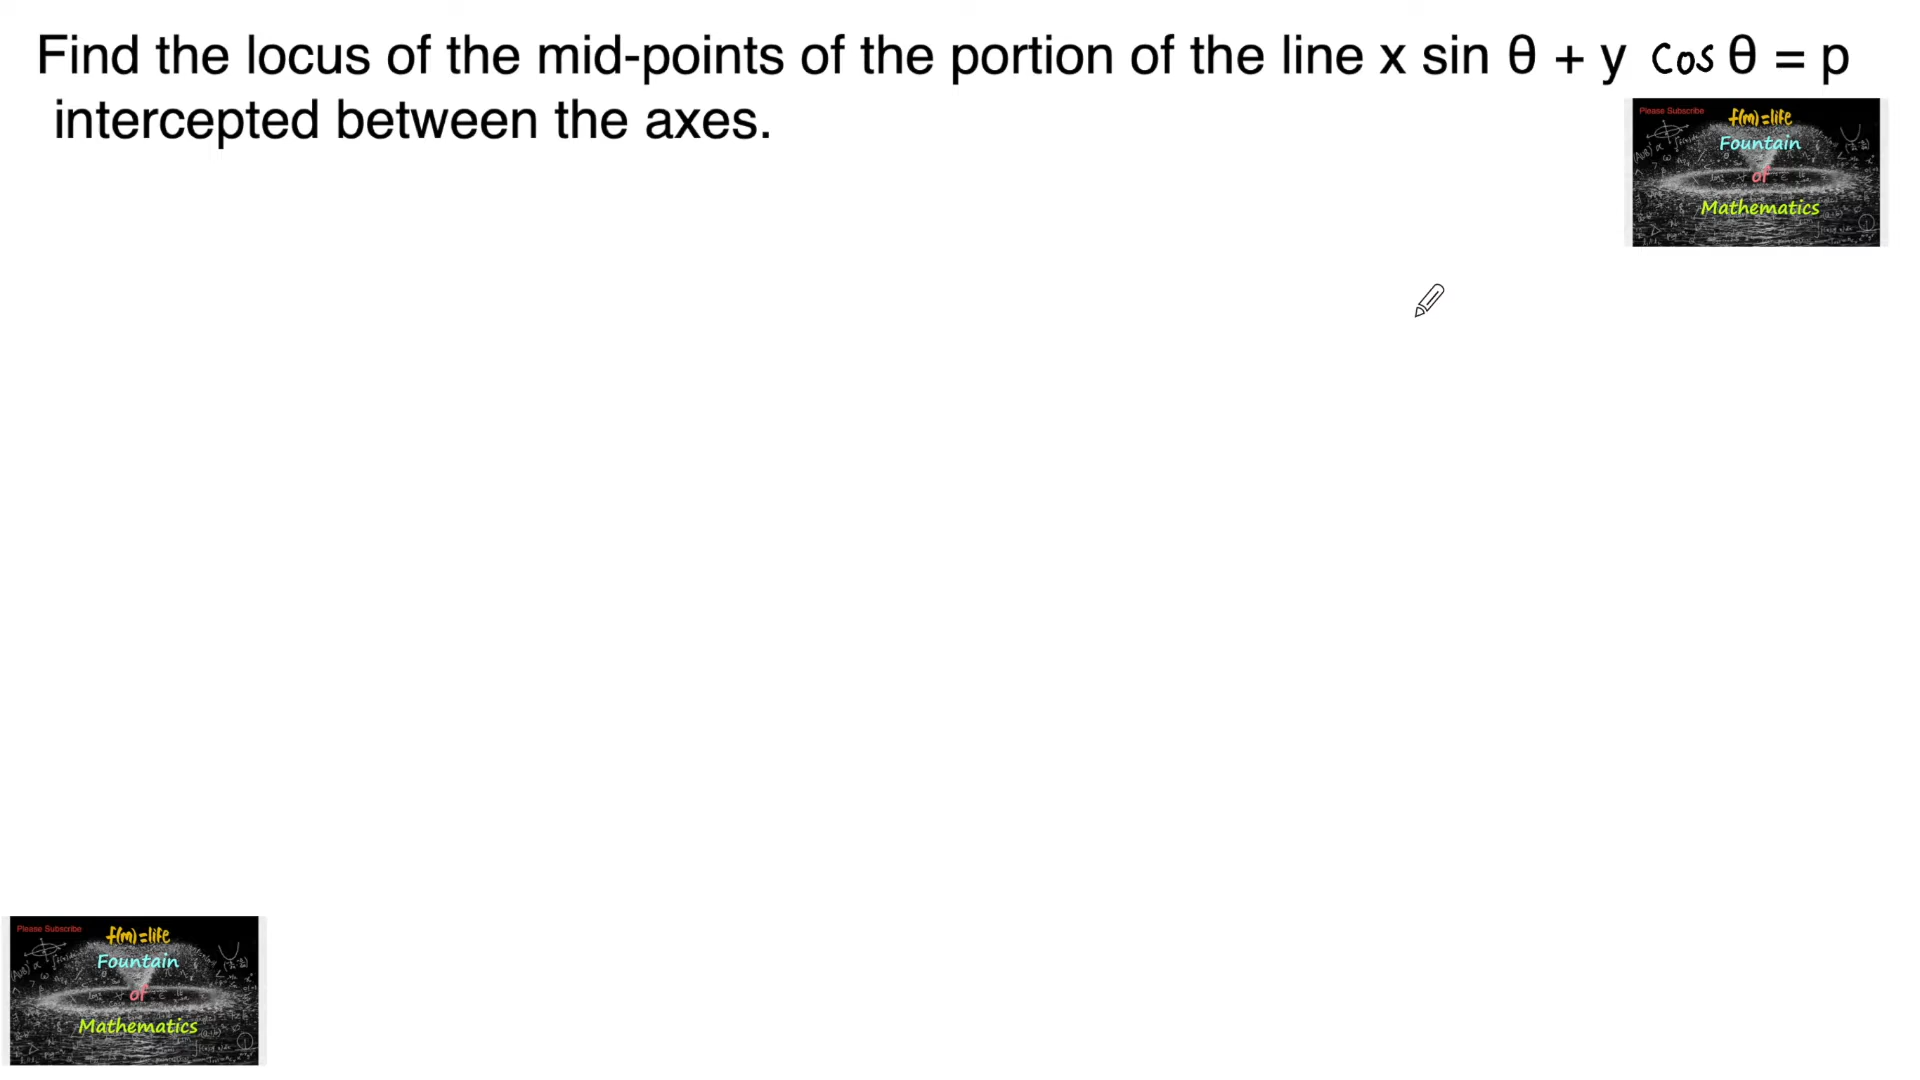 Find the locus of the mid-points of the portion of the line x sin θ + y cos θ = p
intercepted between the axes.
Please Subscribe
f(m)=life
Fountain
of
Mathematics
Please Subscribe
f(m)=life
Fountain
of
Mathematics